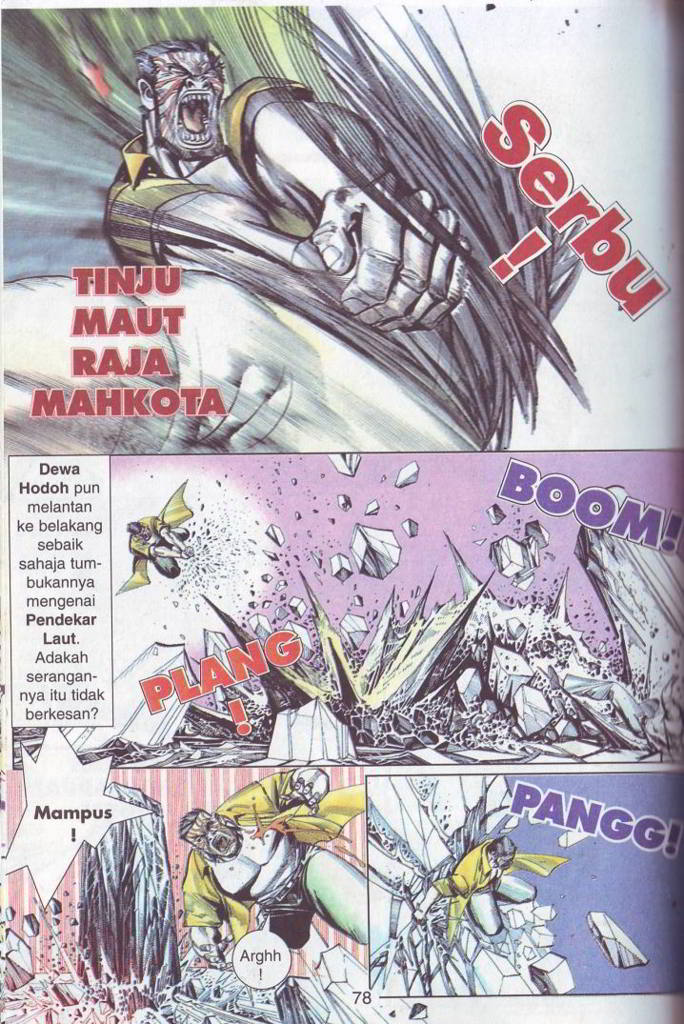 Serbu
!
TINJU
MAUT
RAJA
MAHKOTA
Dewa
Hodoh pun
melantan
ke belakang
sebaik
sahaja tum-
bukannya
mengenai
Pendekar
Laut.
Adakah
serangan-
nya itu tidak
berkesan?
BOOM!
PLANG
!
Mampus
!
Arghh
!
PANGG!
78